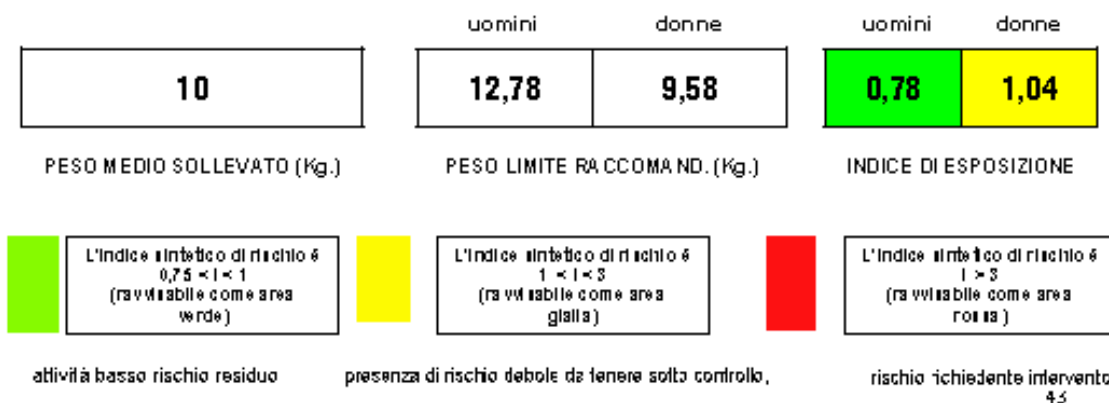 uomini donne uomini donne
10 12,78 9,58 0,78 1,04
PESO MEDIO SOLLEVATO (Kg.) PESO LIMITE RACCOMAND. (Kg.) INDICE DI ESPOSIZIONE
L'indice sintetico di rischio é L'indice sintetico di rischio é L'indice sintetico di rischio é
0,75 < I < 1 1 < I < 3 I > 3
(ravvisabile come area (ravvisabile come area (ravvisabile come area
verde) gialla) rossa)
attività basso rischio residuo presenza di rischio debole da tenere sotto controllo, rischio richiedente intervento
43